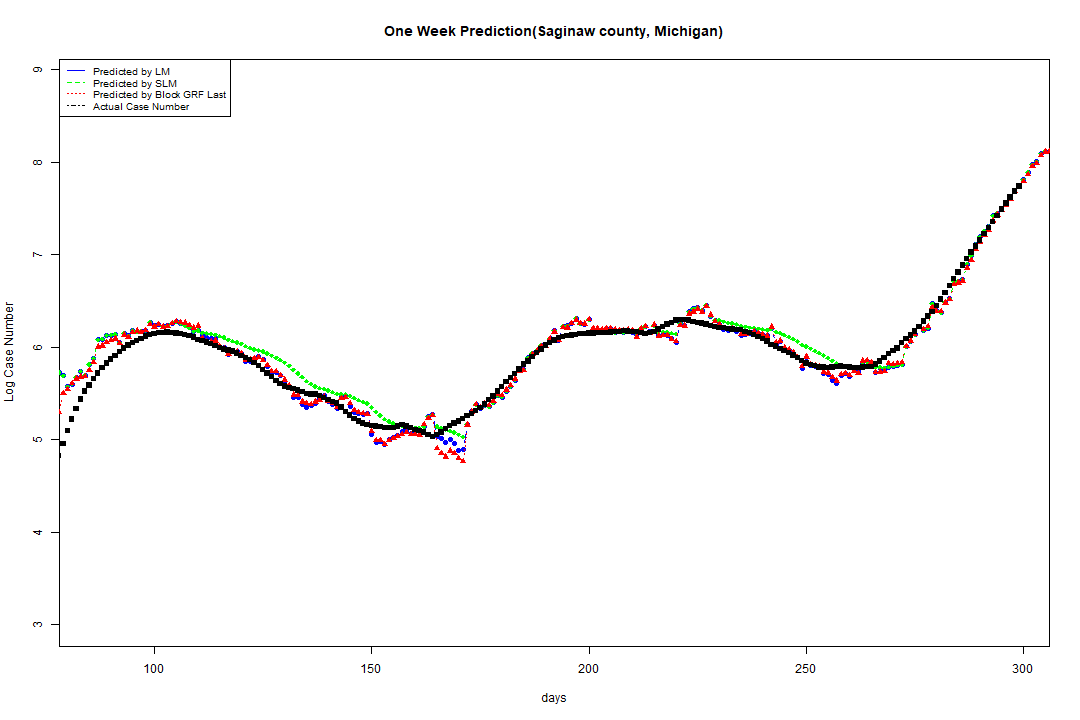 One Week Prediction(Saginaw county, Michigan)
Predicted by LM
Predicted by SLM
Predicted by Block GRF Last
Actual Case Number
9
8
7
6
5
4
3
Log Case Number
100 150 200 250 300
days